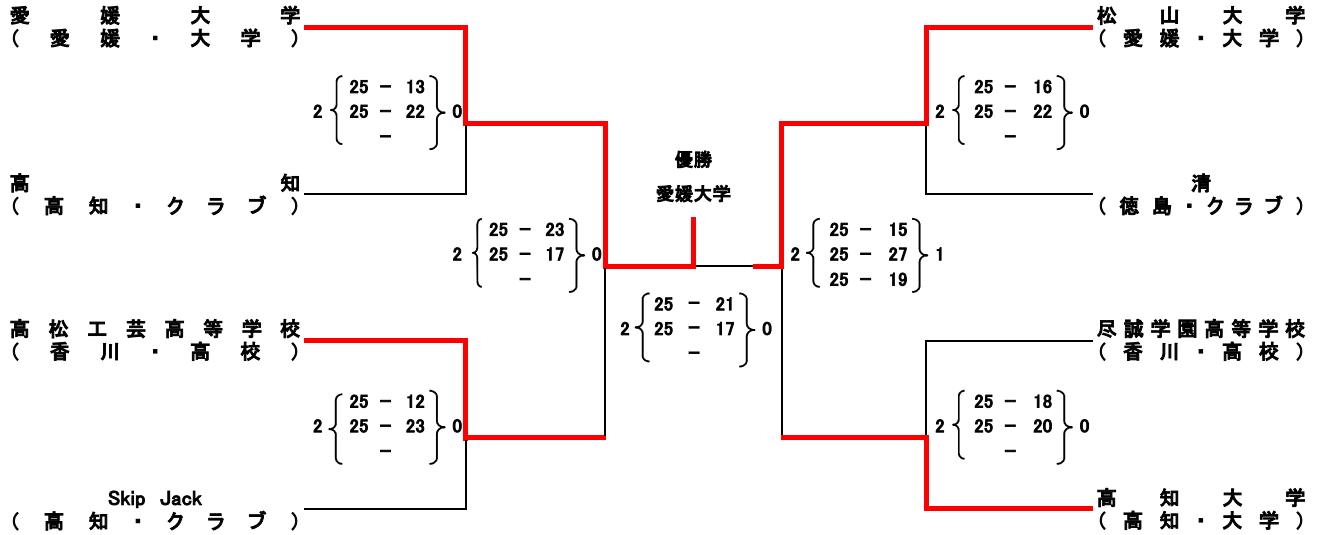 愛媛大学
(愛媛・大学)
2 25 - 13 0
25 - 22
-
高知
(高知・クラブ)
高松工芸高等学校
(香川・高校)
2 25 - 12 0
25 - 23
-
Skip Jack
(高知・クラブ)
2 25 - 23 0
25 - 17
-
優勝
愛媛大学
2 25 - 21 0
25 - 17
-
2 25 - 15 1
25 - 27
25 - 19
松山大学
(愛媛・大学)
2 25 - 16 0
25 - 22
-
清
(徳島・クラブ)
尽誠学園高等学校
(香川・高校)
2 25 - 18 0
25 - 20
-
高知大学
(高知・大学)